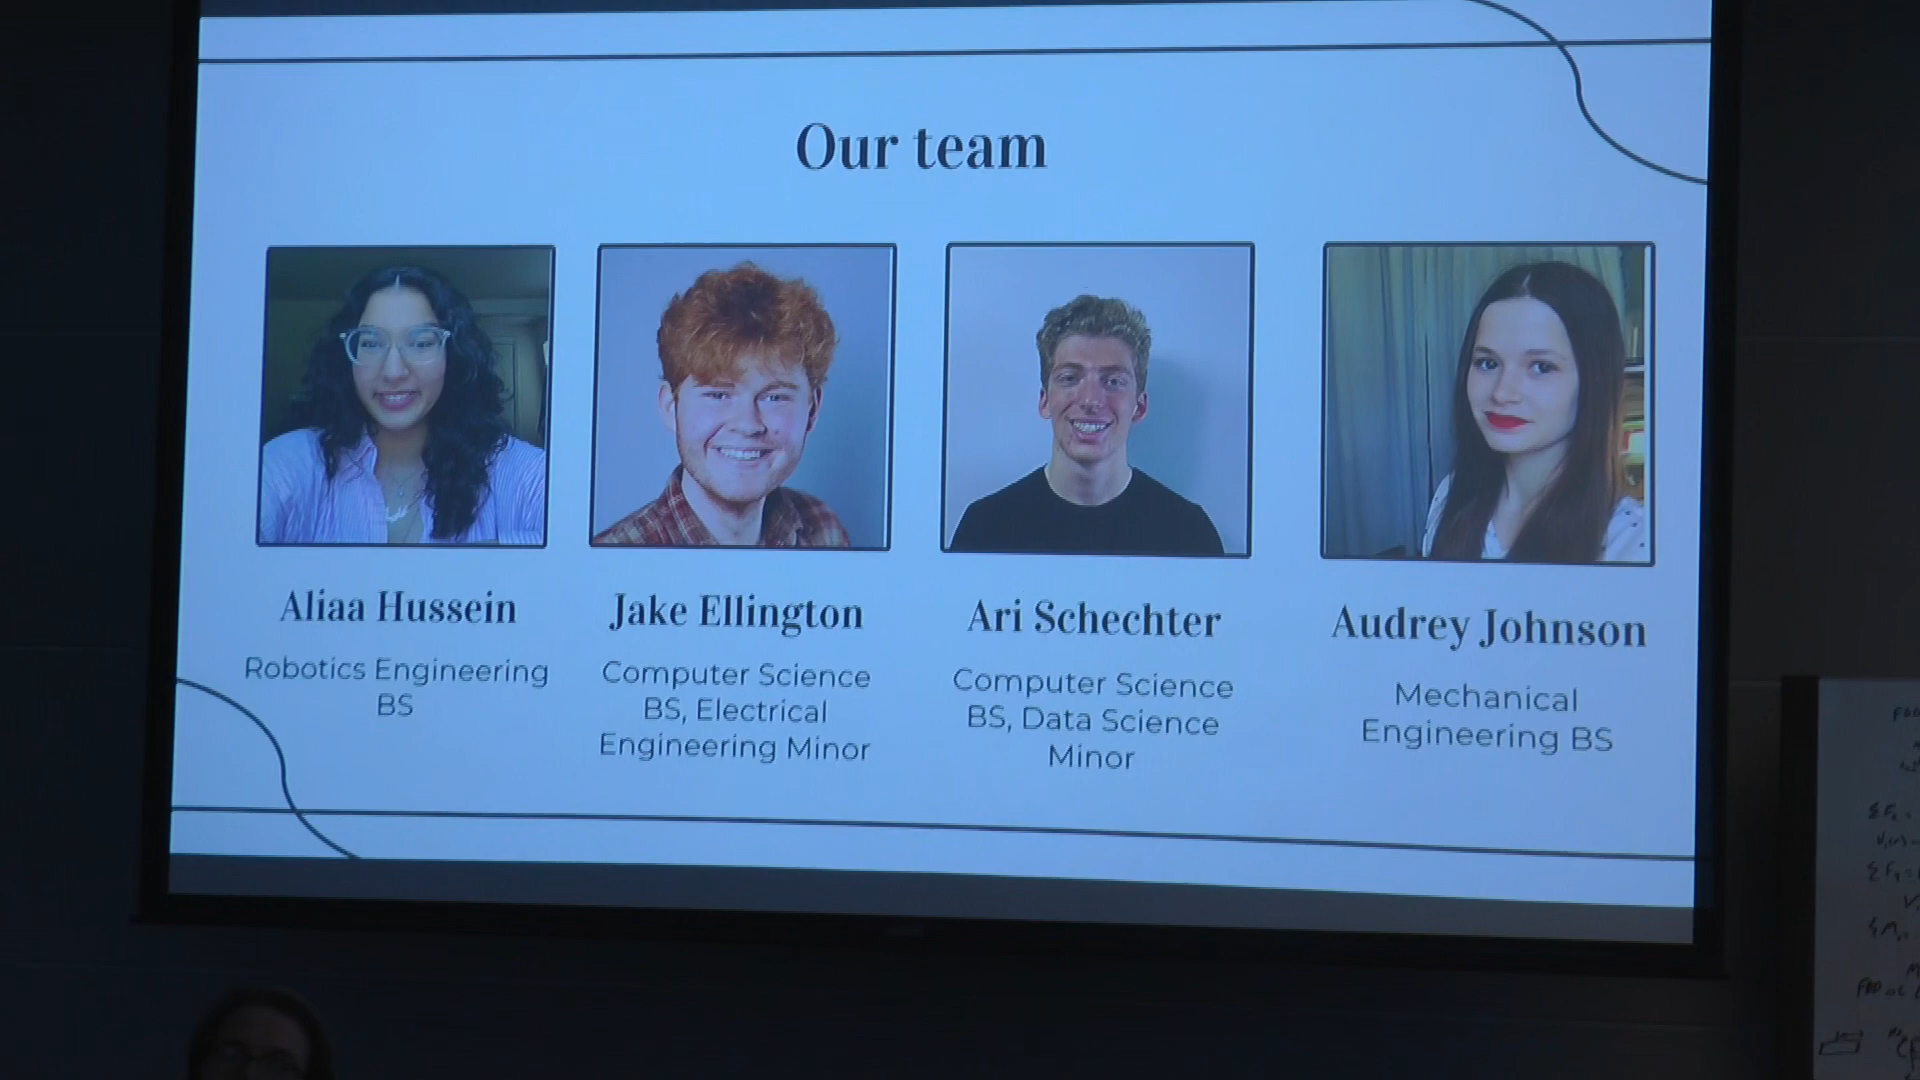 Our team
Aliaa Hussein
Robotics Engineering
BS
Jake Ellington
Computer Science
BS, Electrical
Engineering Minor
Ari Schechter
Computer Science
BS, Data Science
Minor
Audrey Johnson
Mechanical
Engineering BS